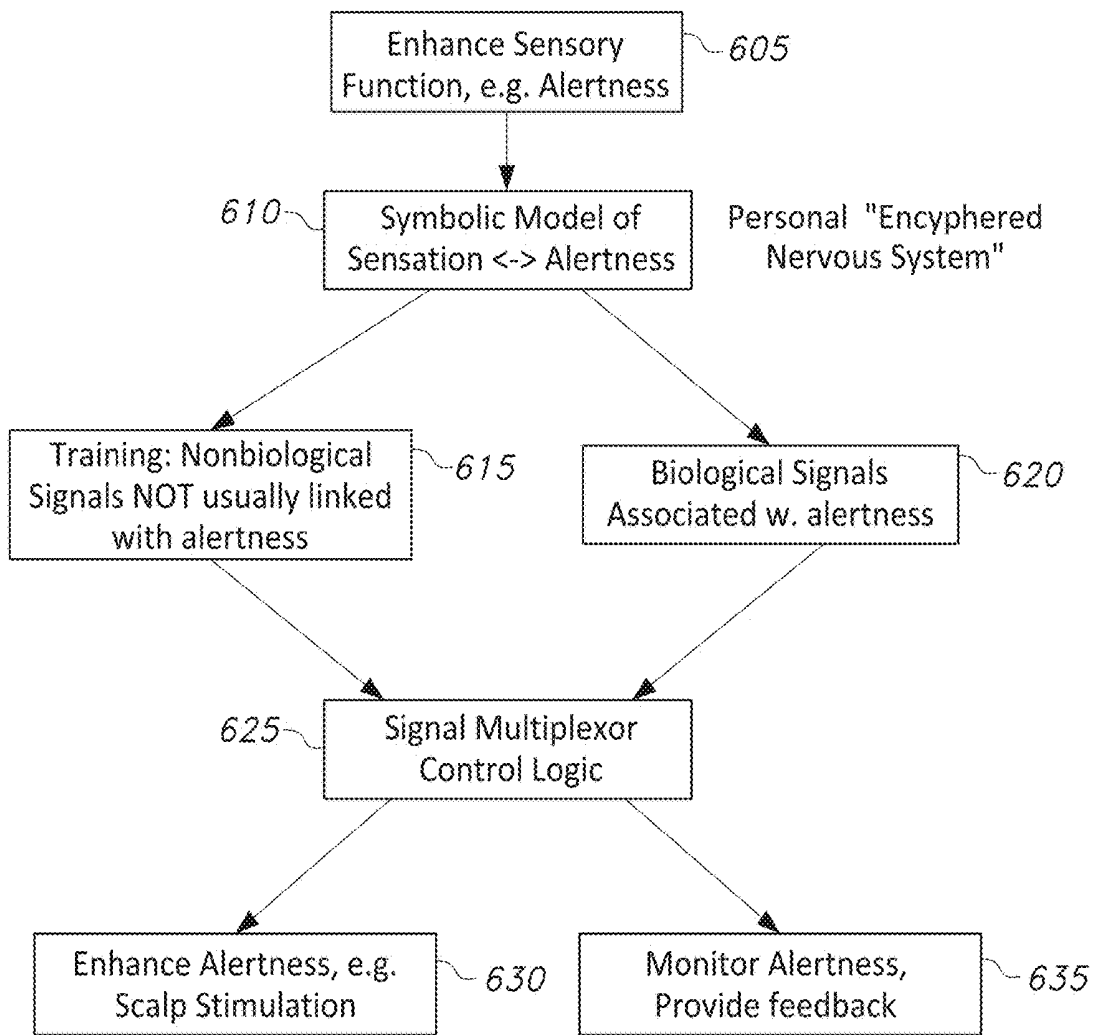 Enhance Sensory
Function, e.g. Alertness
605
610
Symbolic Model of
Sensation <-> Alertness
Personal "Encyphered
Nervous System"
Training: Nonbiological
Signals NOT usually linked
with alertness
615
Biological Signals
Associated w. alertness
620
625
Signal Multiplexor
Control Logic
Enhance Alertness, e.g.
Scalp Stimulation
630
Monitor Alertness,
Provide feedback
635